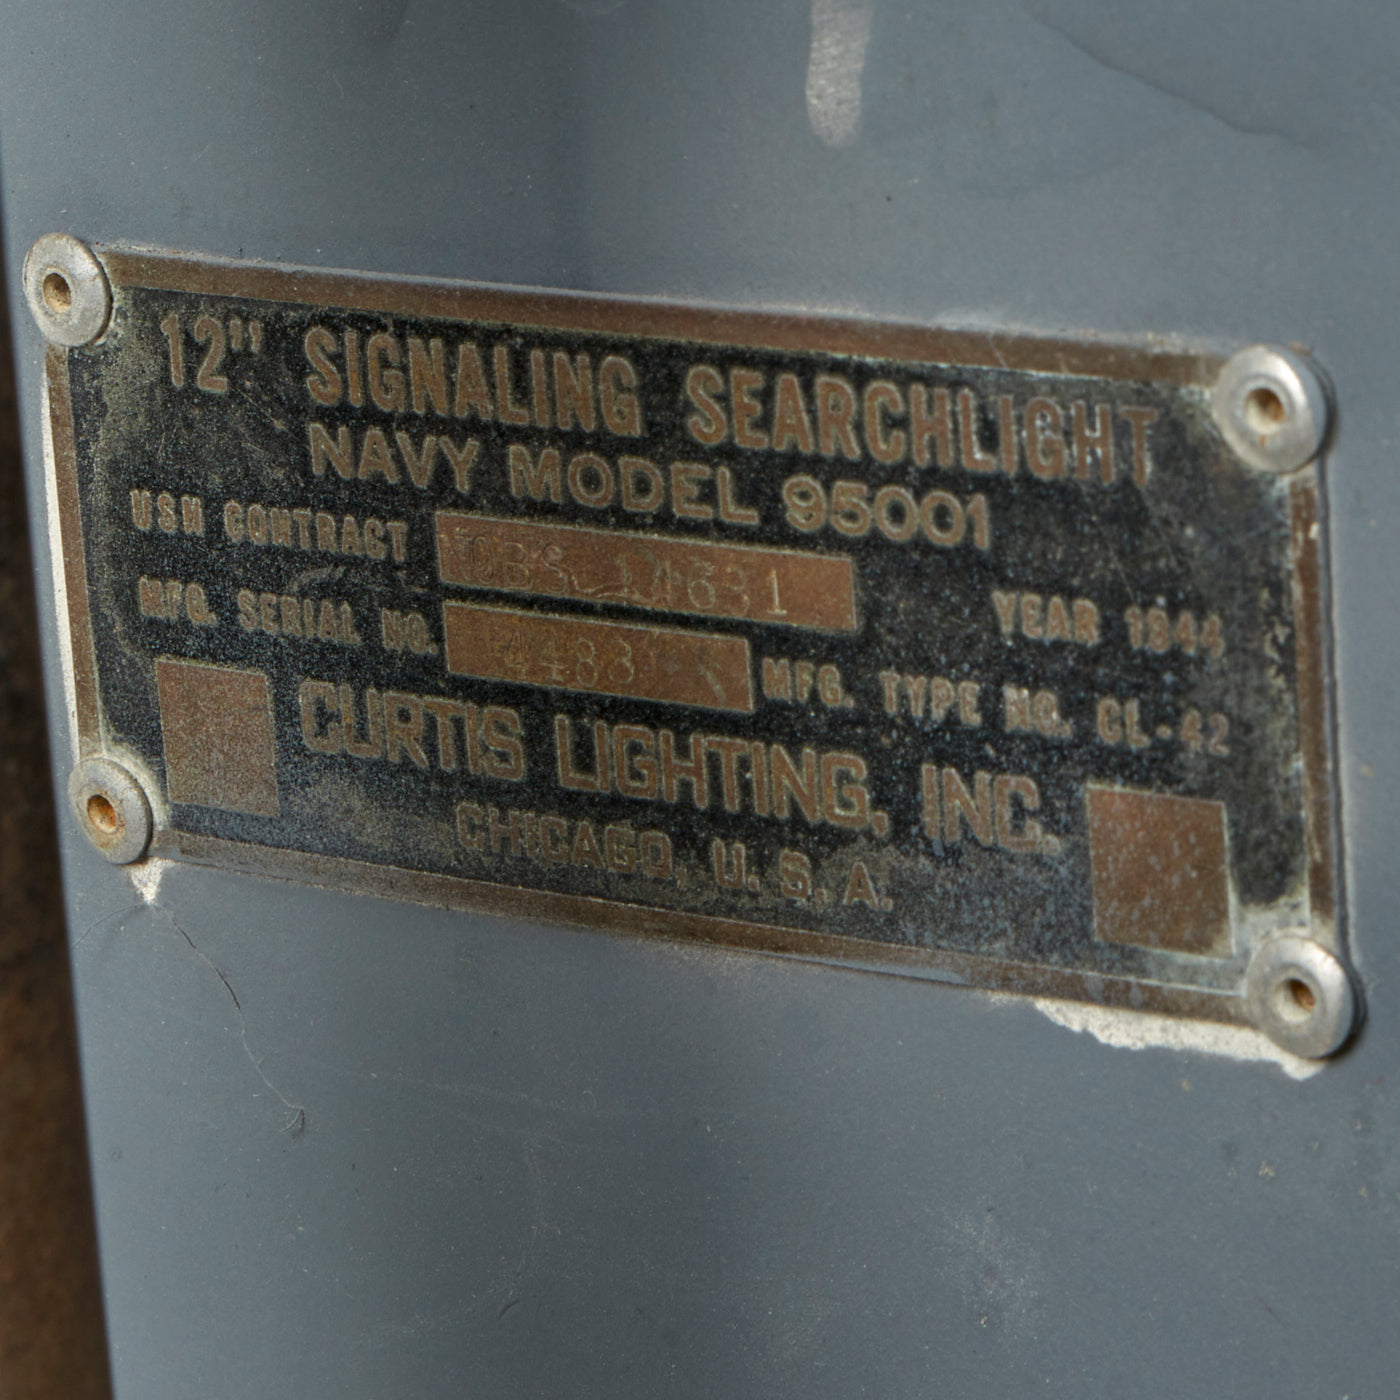 12" SIGNALING SEARCHLIGHT
NAVY MODEL 95001
USN CONTRACT
YEAR 1944
MFG. SERIAL NO.
MFG. TYPE NO. CL-42
CURTIS LIGHTING, INC.
CHICAGO, U.S.A.